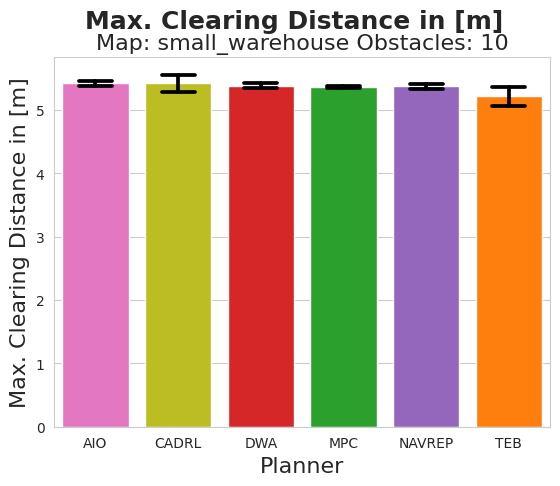 Max. Clearing Distance in [m]
Map: small_warehouse Obstacles: 10
Max. Clearing Distance in [m]
5
4
3
2
1
0
AIO CADRL DWA MPC NAVREP TEB
Planner